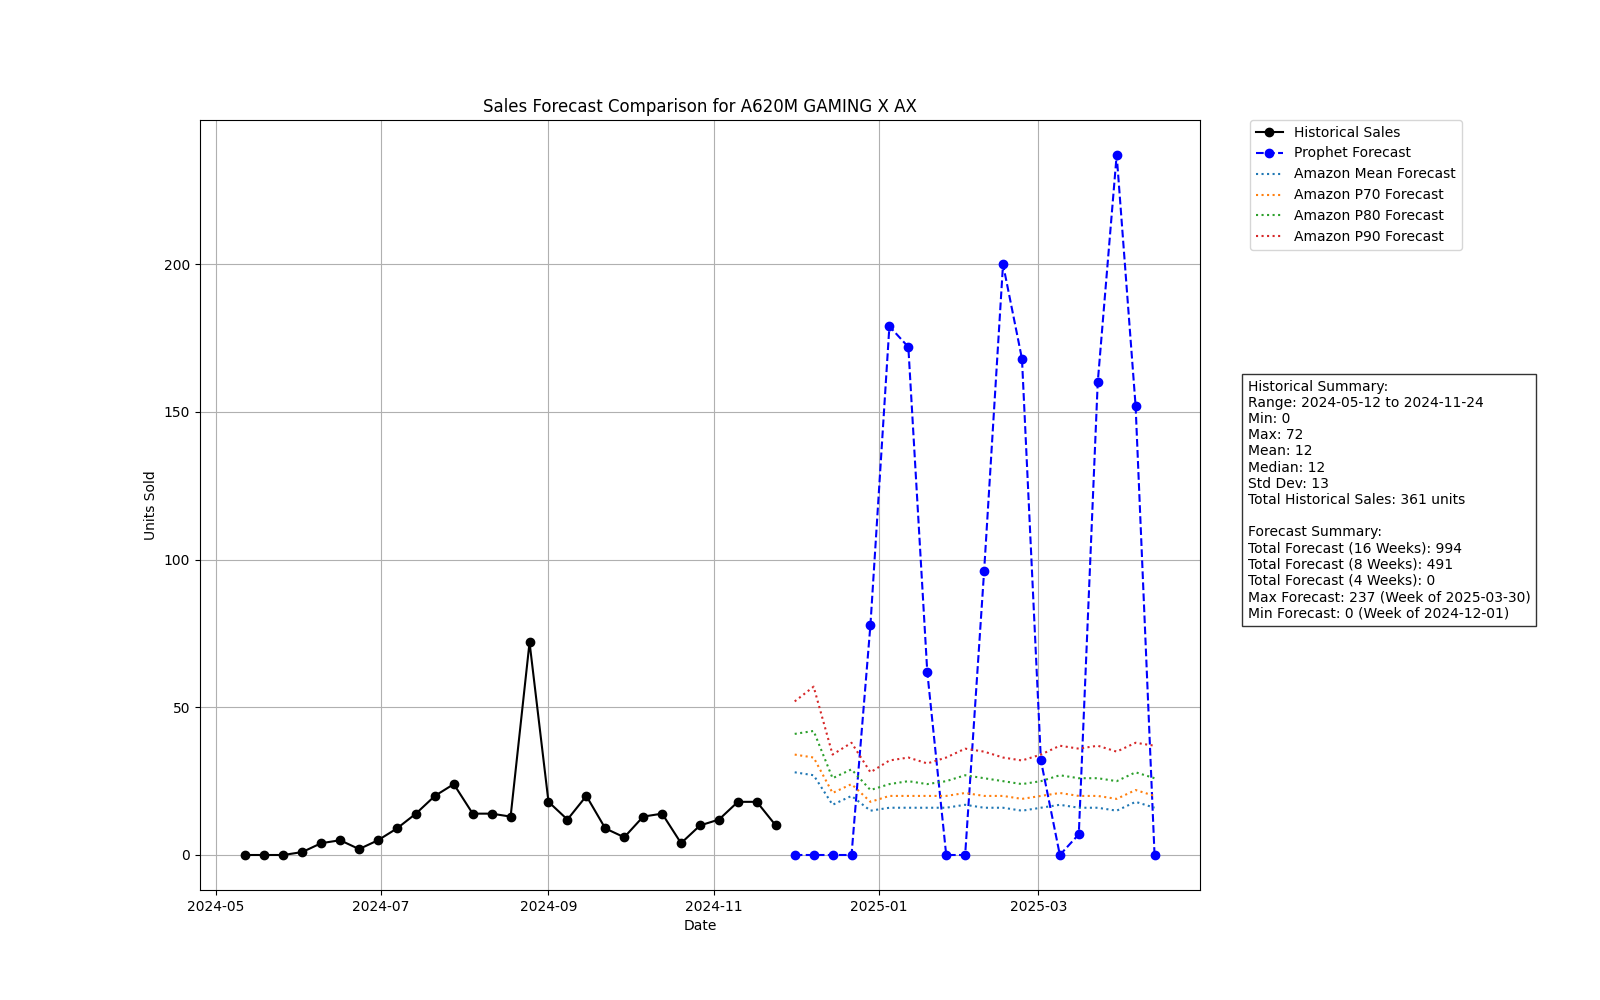 Sales Forecast Comparison for A620M GAMING X AX
Historical Sales
Prophet Forecast
Amazon Mean Forecast
Amazon P70 Forecast
Amazon P80 Forecast
Amazon P90 Forecast
200
150
100
50
0
Units Sold
2024-05
2024-07
2024-09
2024-11
2025-01
2025-03
Date
Historical Summary:
Range: 2024-05-12 to 2024-11-24
Min: 0
Max: 72
Mean: 12
Median: 12
Std Dev: 13
Total Historical Sales: 361 units
Forecast Summary:
Total Forecast (16 Weeks): 994
Total Forecast (8 Weeks): 491
Total Forecast (4 Weeks): 0
Max Forecast: 237 (Week of 2025-03-30)
Min Forecast: 0 (Week of 2024-12-01)